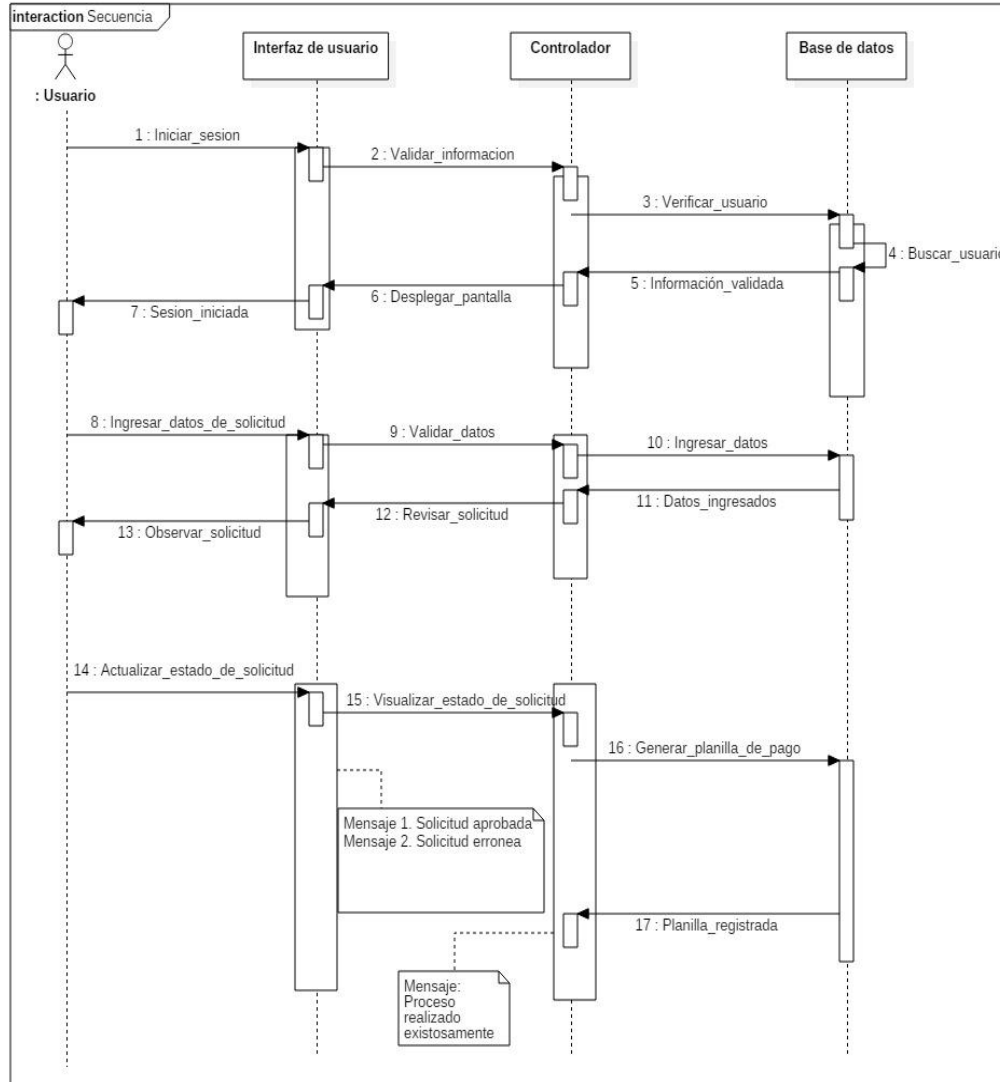 interaction Secuencia
Interfaz de usuario
Controlador
Base de datos
: Usuario
1 : Iniciar_sesion
2 : Validar_informacion
3 : Verificar_usuario
4 : Buscar_usuario
5 : Información_validada
6 : Desplegar_pantalla
7 : Sesion_iniciada
8 : Ingresar_datos_de_solicitud
9 : Validar_datos
10 : Ingresar_datos
11 : Datos_ingresados
12 : Revisar_solicitud
13 : Observar_solicitud
14 : Actualizar_estado_de_solicitud
15 : Visualizar_estado_de_solicitud
16 : Generar_planilla_de_pago
Mensaje 1. Solicitud aprobada
Mensaje 2. Solicitud erronea
17 : Planilla_registrada
Mensaje:
Proceso
realizado
existosamente